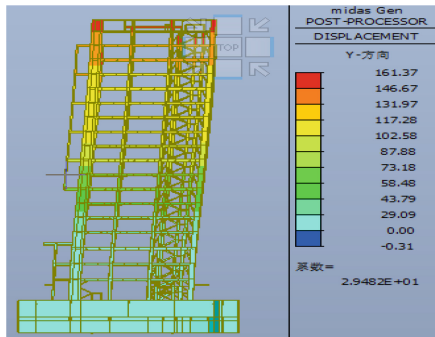 TOP
midas Gen
POST-PROCESSOR
DISPLACEMENT
Y-方向
161.37
146.67
131.97
117.28
102.58
87.88
73.18
58.48
43.79
29.09
0.00
-0.31
系数=
2.9482E+01